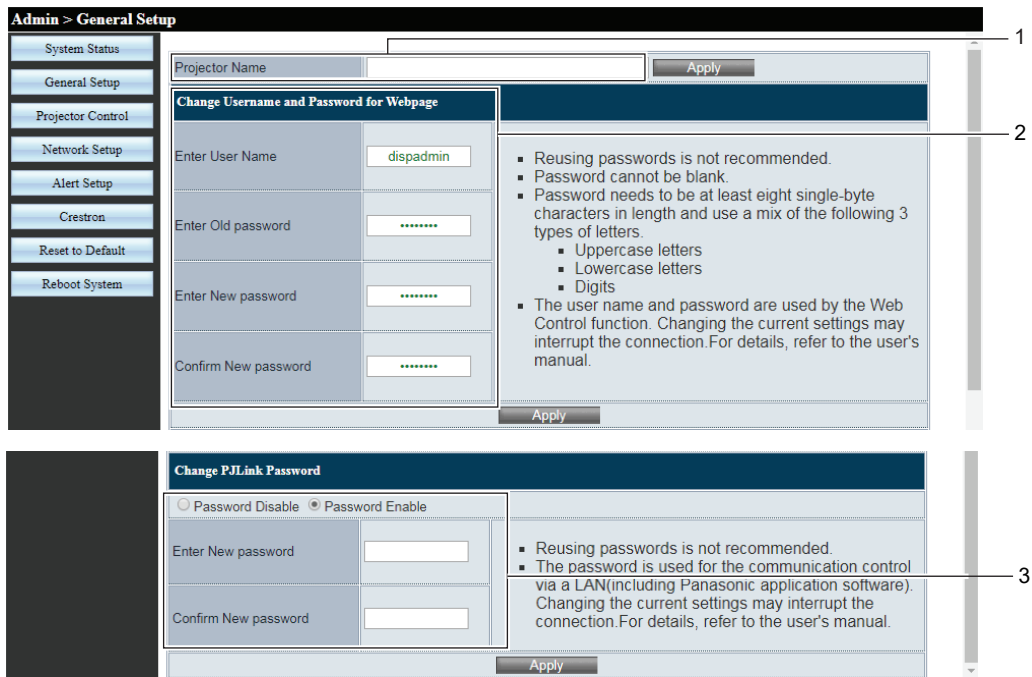 Admin > General Setup
1
System Status
General Setup
Projector Control
Network Setup
Alert Setup
Crestron
Reset to Default
Reboot System
Projector Name
Apply
Change Username and Password for Webpage
2
Enter User Name
dispadmin
Enter Old password
••••••••
Enter New password
••••••••
Confirm New password
••••••••
▪ Reusing passwords is not recommended.
▪ Password cannot be blank.
▪ Password needs to be at least eight single-byte
characters in length and use a mix of the following 3
types of letters.
▪ Uppercase letters
▪ Lowercase letters
▪ Digits
▪ The user name and password are used by the Web
Control function. Changing the current settings may
interrupt the connection.For details, refer to the user's
manual.
Apply
Change PJLink Password
Password Disable Password Enable
Enter New password
Confirm New password
▪ Reusing passwords is not recommended.
▪ The password is used for the communication control
via a LAN(including Panasonic application software).
Changing the current settings may interrupt the
connection.For details, refer to the user's manual.
3
Apply